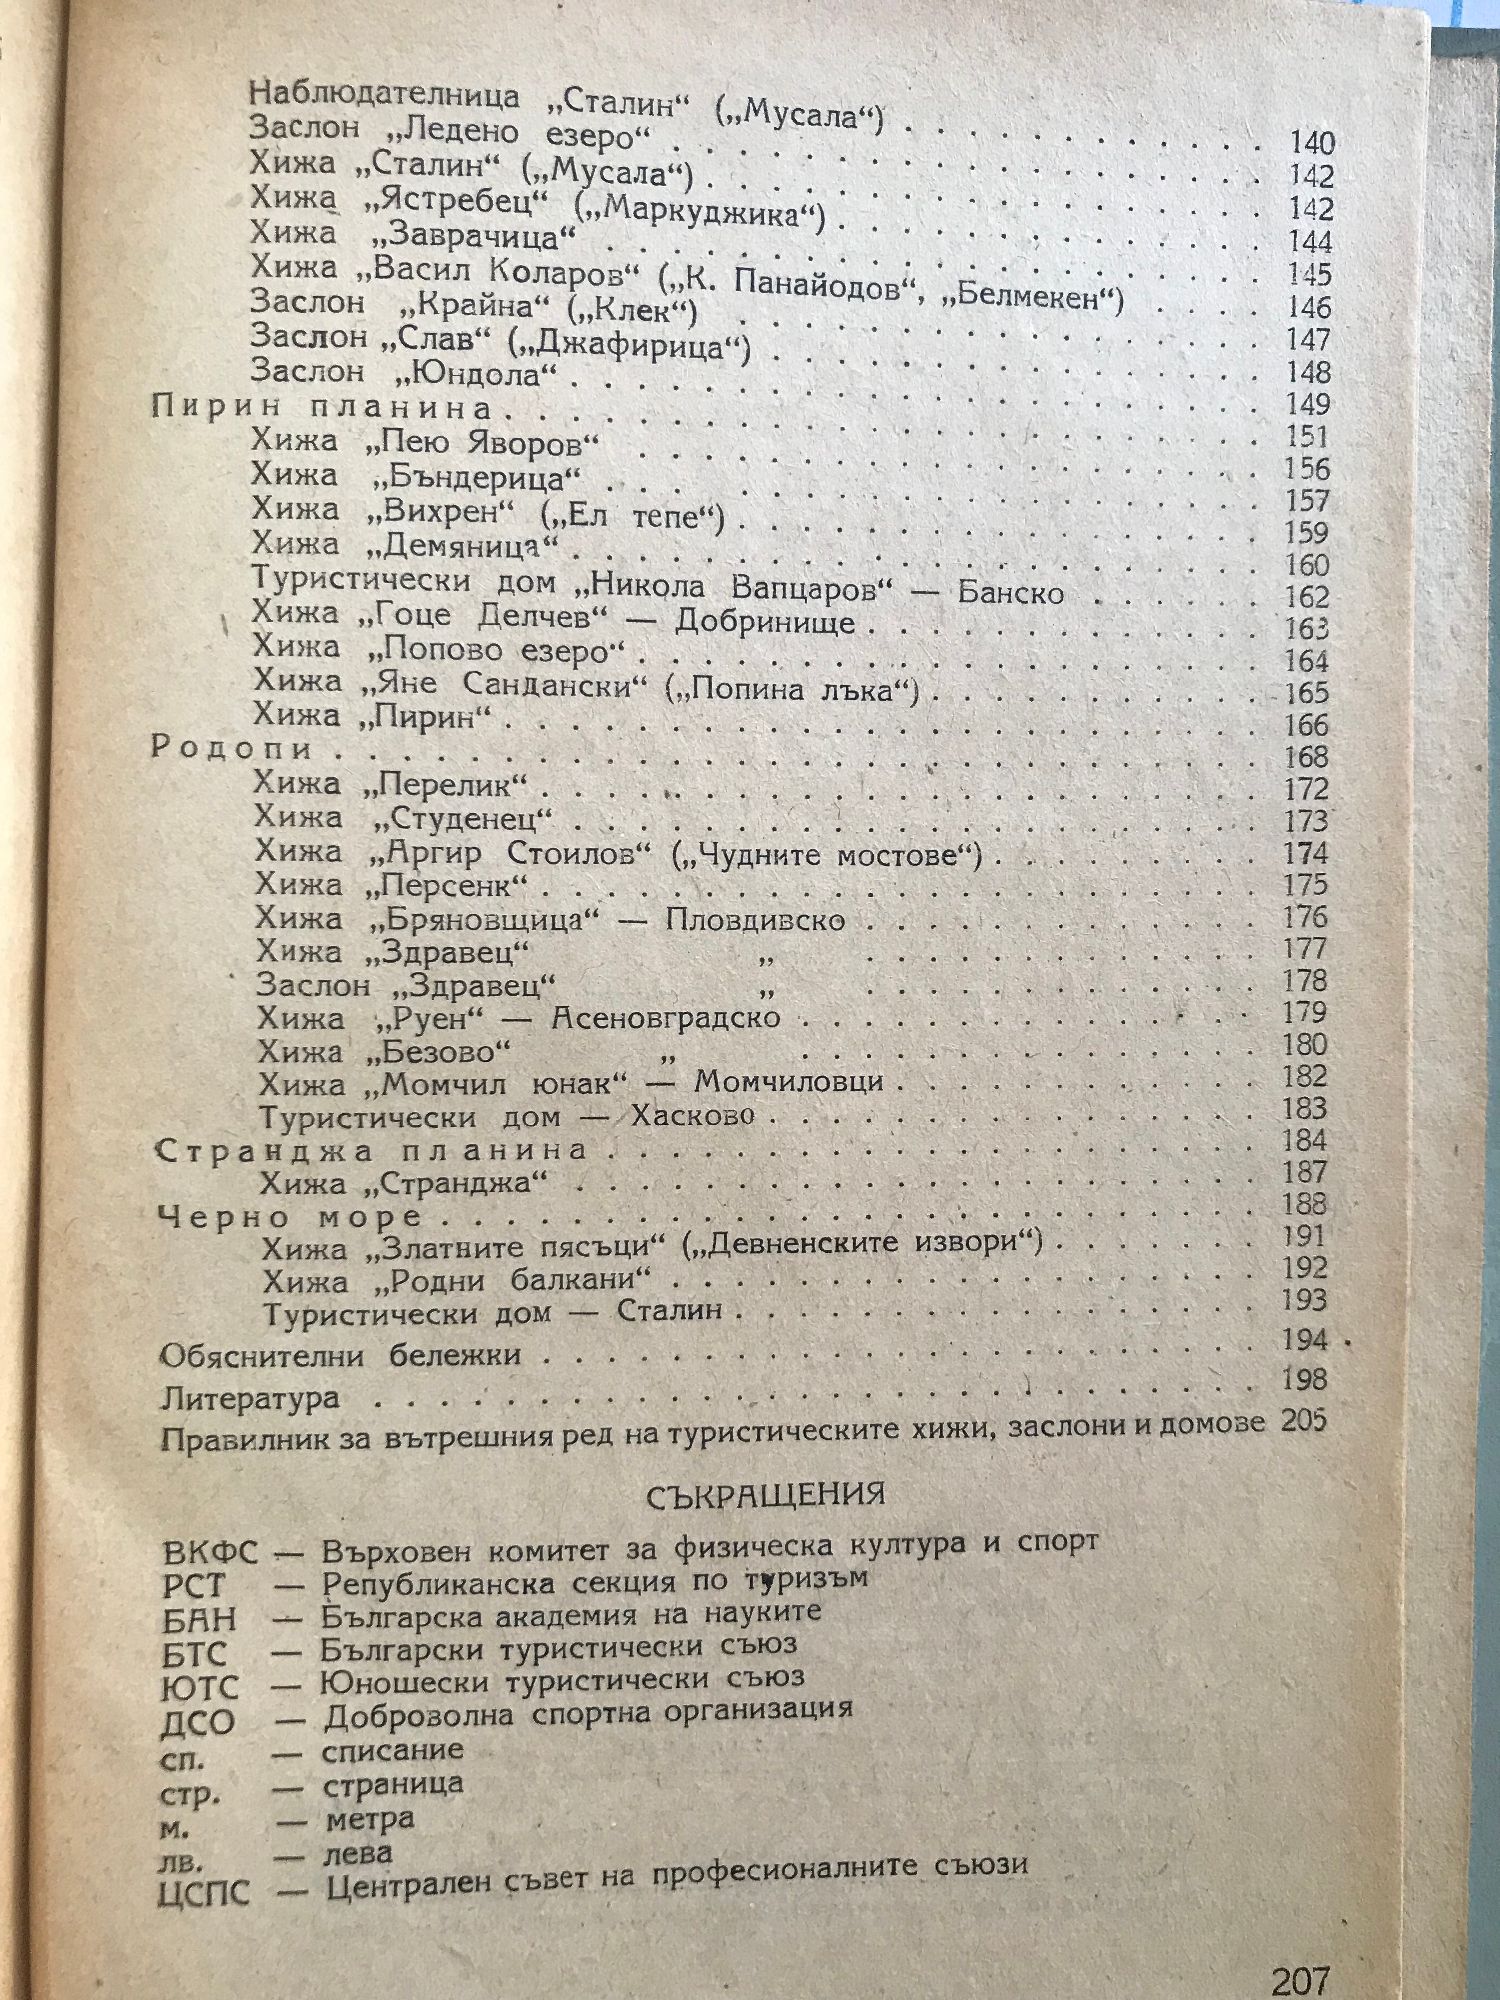 Наблюдателница „Сталин“ („Мусала“) . . . . . . . . . . . 140
Заслон „Ледено езеро“ . . . . . . . . . . . . . . . . . . 142
Хижа „Сталин“ („Мусала“) . . . . . . . . . . . . . . . . . 142
Хижа „Ястребец“ („Маркуджика“) . . . . . . . . . . . . . 144
Хижа „Заврачица“ . . . . . . . . . . . . . . . . . . . . 145
Хижа „Васил Коларов“ („К. Панайодов“, „Белмекен“) . . . . 146
Заслон „Крайна“ („Клек“) . . . . . . . . . . . . . . . . 147
Заслон „Слав“ („Джафирица“) . . . . . . . . . . . . . . . 148
Заслон „Юндола“ . . . . . . . . . . . . . . . . . . . . . 149
Пирин планина . . . . . . . . . . . . . . . . . . . . . . 151
Хижа „Пею Яворов“ . . . . . . . . . . . . . . . . . . . . 156
Хижа „Бъндерица“ . . . . . . . . . . . . . . . . . . . . 157
Хижа „Вихрен“ („Ел тепе“) . . . . . . . . . . . . . . . . 159
Хижа „Демяница“ . . . . . . . . . . . . . . . . . . . . . 160
Туристически дом „Никола Вапцаров“ — Банско . . . . . . 162
Хижа „Гоце Делчев“ — Добринище . . . . . . . . . . . . 163
Хижа „Попово езеро“ . . . . . . . . . . . . . . . . . . . 164
Хижа „Яне Сандански“ („Попина лъка“) . . . . . . . . . . 165
Хижа „Пирин“ . . . . . . . . . . . . . . . . . . . . . . 166
Родопи . . . . . . . . . . . . . . . . . . . . . . . . . 168
Хижа „Перелик“ . . . . . . . . . . . . . . . . . . . . . 172
Хижа „Студенец“ . . . . . . . . . . . . . . . . . . . . . 173
Хижа „Аргир Стоилов“ („Чудните мостове“) . . . . . . . . 174
Хижа „Персенк“ . . . . . . . . . . . . . . . . . . . . . 175
Хижа „Бряновщица“ — Пловдивско . . . . . . . . . . . . 176
Хижа „Здравец“ „ . . . . . . . . . . . . 177
Заслон „Здравец“ „ . . . . . . . . . . . . 178
Хижа „Руен“ — Асеновградско . . . . . . . . . . . . . . 179
Хижа „Безово“ „ . . . . . . . . . . . . . . 180
Хижа „Момчил юнак“ — Момчиловци . . . . . . . . . . . 182
Туристически дом — Хасково . . . . . . . . . . . . . . . 183
Странджа планина . . . . . . . . . . . . . . . . . . . . 184
Хижа „Странджа“ . . . . . . . . . . . . . . . . . . . . . 187
Черно море . . . . . . . . . . . . . . . . . . . . . . . 188
Хижа „Златните пясъци“ („Девненските извори“) . . . . . . 191
Хижа „Родни балкани“ . . . . . . . . . . . . . . . . . . 192
Туристически дом — Сталин . . . . . . . . . . . . . . . . 193
Обяснителни бележки . . . . . . . . . . . . . . . . . . . 194
Литература . . . . . . . . . . . . . . . . . . . . . . . 198
Правилник за вътрешния ред на туристическите хижи, заслони и домове 205
СЪКРАЩЕНИЯ
ВКФС — Върховен комитет за физическа култура и спорт
РСТ — Републиканска секция по туризъм
БАН — Българска академия на науките
БТС — Български туристически съюз
ЮТС — Юношески туристически съюз
ДСО — Доброволна спортна организация
сп. — списание
стр. — страница
м. — метра
лв. — лева
ЦСПС — Централен съвет на професионалните съюзи
207